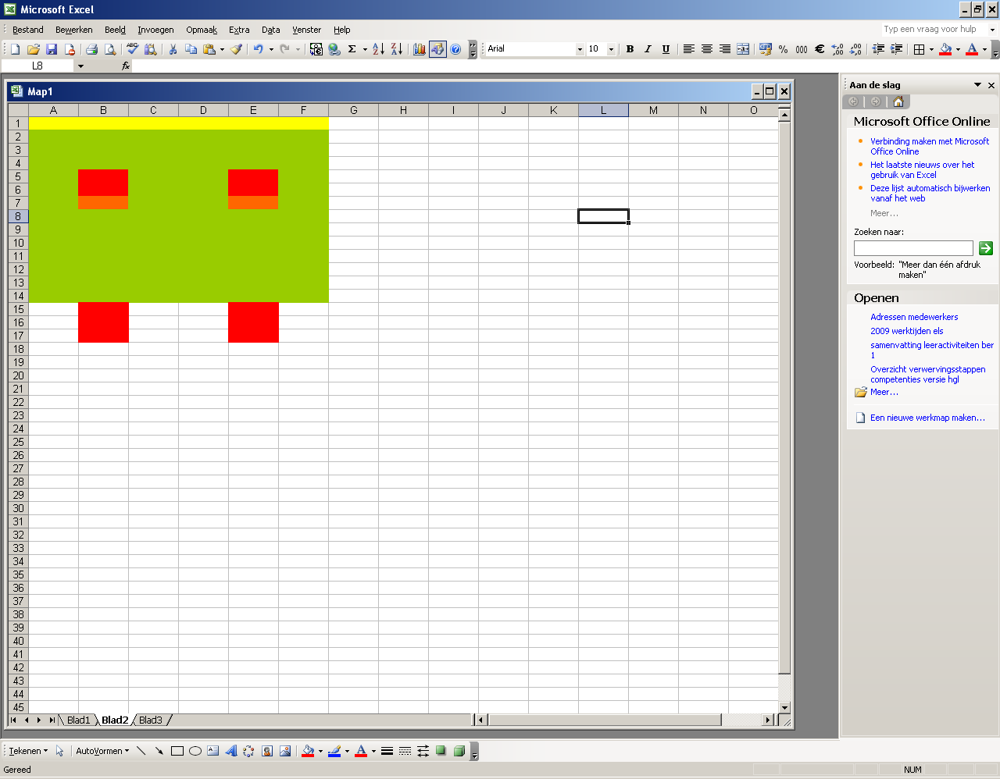 Microsoft Excel
Bestand Bewerken Beeld Invoegen Opmaak Extra Data Venster Help Typ een vraag voor hulp
Arial 10 B I U % 000 €
L8 fx
Map1
A B C D E F G H I J K L M N O
1
2
3
4
5
6
7
8
9
10
11
12
13
14
15
16
17
18
19
20
21
22
23
24
25
26
27
28
29
30
31
32
33
34
35
36
37
38
39
40
41
42
43
44
45
Blad1 Blad2 Blad3
Aan de slag
Microsoft Office Online
Verbinding maken met Microsoft
Office Online
Het laatste nieuws over het
gebruik van Excel
Deze lijst automatisch bijwerken
vanaf het web
Meer...
Zoeken naar:
Voorbeeld: "Meer dan één afdruk
maken"
Openen
Adressen medewerkers
2009 werktijden els
samenvatting leeractiviteiten ber
1
Overzicht verwervingsstappen
competenties versie hgl
Meer...
Een nieuwe werkmap maken...
Tekenen AutoVormen
Gereed NUM